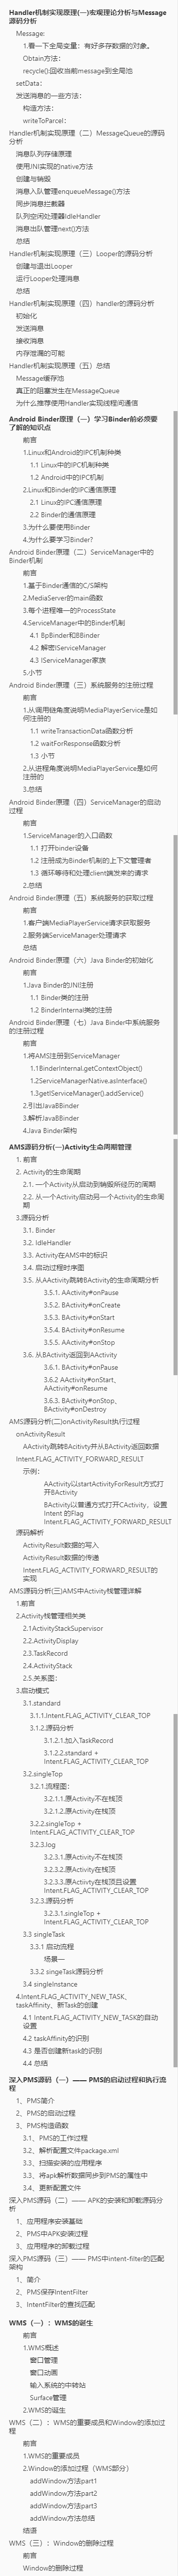 Handler机制实现原理(一)宏观理论分析与Message
源码分析
Message:
1.看一下全局变量：有好多存数据的对象。
Obtain方法：
recycle():回收当前message到全局池
setData：
发送消息的一些方法：
构造方法：
writeToParcel：
Handler机制实现原理（二）MessageQueue的源码
分析
消息队列存储原理
使用JNI实现的native方法
创建与销毁
消息入队管理enqueueMessage()方法
同步消息拦截器
队列空闲处理器IdleHandler
消息出队管理next()方法
总结
Handler机制实现原理（三）Looper的源码分析
创建与退出Looper
运行Looper处理消息
总结
Handler机制实现原理（四）handler的源码分析
初始化
发送消息
接收消息
内存泄漏的可能
Handler机制实现原理（五）总结
Message缓存池
真正的阻塞发生在MessageQueue
为什么推荐使用Handler实现线程间通信
Android Binder原理（一）学习Binder前必须要
了解的知识点
前言
1.Linux和Android的IPC机制种类
1.1 Linux中的IPC机制种类
1.2 Android中的IPC机制
2.Linux和Binder的IPC通信原理
2.1 Linux的IPC通信原理
2.2 Binder的通信原理
3.为什么要使用Binder
4.为什么要学习Binder?
Android Binder原理（二）ServiceManager中的
Binder机制
前言
1.基于Binder通信的C/S架构
2.MediaServer的main函数
3.每个进程唯一的ProcessState
4.ServiceManager中的Binder机制
4.1 BpBinder和BBinder
4.2 解密IServiceManager
4.3 IServiceManager家族
5.小节
Android Binder原理（三）系统服务的注册过程
前言
1.从调用链角度说明MediaPlayerService是如
何注册的
1.1 writeTransactionData函数分析
1.2 waitForResponse函数分析
1.3 小节
2.从进程角度说明MediaPlayerService是如何
注册的
3.总结
Android Binder原理（四）ServiceManager的启动
过程
前言
1.ServiceManager的入口函数
1.1 打开binder设备
1.2 注册成为Binder机制的上下文管理者
1.3 循环等待和处理client端发来的请求
2.总结
Android Binder原理（五）系统服务的获取过程
前言
1.客户端MediaPlayerService请求获取服务
2.服务端ServiceManager处理请求
总结
Android Binder原理（六）Java Binder的初始化
前言
1.Java Binder的JNI注册
1.1 Binder类的注册
1.2 BinderInternal类的注册
Android Binder原理（七）Java Binder中系统服务
的注册过程
前言
1.将AMS注册到ServiceManager
1.1BinderInternal.getContextObject()
1.2ServiceManagerNative.asInterface()
1.3getIServiceManager().addService()
2.引出JavaBBinder
3.解析JavaBBinder
4.Java Binder架构
AMS源码分析(一)Activity生命周期管理
1. 前言
2. Activity的生命周期
2.1. 一个Activity从启动到销毁所经历的周期
2.2. 从一个Activity启动另一个Activity的生命周
期
3.源码分析
3.1. Binder
3.2. IdleHandler
3.3. Activity在AMS中的标识
3.4. 启动过程时序图
3.5. 从AActivity跳转BActivity的生命周期分析
3.5.1. AActivity#onPause
3.5.2. BActivity#onCreate
3.5.3. BActivity#onStart
3.5.4. BActivity#onResume
3.5.5. AActivity#onStop
3.6. 从BActivity返回到AActivity
3.6.1. BActivity#onPause
3.6.2 AActivity#onStart、
AActivity#onResume
3.6.3. BActivity#onStop、
BActivity#onDestroy
AMS源码分析(二)onActivityResult执行过程
onActivityResult
AActivity跳转BAcitivty并从BActivity返回数据
Intent.FLAG_ACTIVITY_FORWARD_RESULT
示例：
AActivity以startActivityForResult方式打
开BActivity
BActivity以普通方式打开CActivity，设置
Intent 的Flag
Intent.FLAG_ACTIVITY_FORWARD_RESULT
源码解析
ActivityResult数据的写入
ActivityResult数据的传递
Intent.FLAG_ACTIVITY_FORWARD_RESULT的
实现
AMS源码分析(三)AMS中Activity栈管理详解
1.前言
2.Activity栈管理相关类
2.1ActivityStackSupervisor
2.2.ActivityDisplay
2.3.TaskRecord
2.4.ActivityStack
2.5.关系图：
3.启动模式
3.1.standard
3.1.1.Intent.FLAG_ACTIVITY_CLEAR_TOP
3.1.2.源码分析
3.1.2.1.加入TaskRecord
3.1.2.2.standard +
Intent.FLAG_ACTIVITY_CLEAR_TOP
3.2.singleTop
3.2.1.流程图：
3.2.1.1.原Activity不在栈顶
3.2.1.2.原Activity在栈顶
3.2.2.singleTop +
Intent.FLAG_ACTIVITY_CLEAR_TOP
3.2.3.log
3.2.3.1.原Activity不在栈顶
3.2.3.2.原Activity在栈顶
3.2.3.3.原Activity在栈顶且设置
Intent.FLAG_ACTIVITY_CLEAR_TOP
3.2.3.源码分析
3.2.3.1.singleTop +
Intent.FLAG_ACTIVITY_CLEAR_TOP
3.3 singleTask
3.3.1 启动流程
场景一
3.3.2 singeTask源码分析
3.4 singleInstance
4.Intent.FLAG_ACTIVITY_NEW_TASK、
taskAffinity、新Task的创建
4.1 Intent.FLAG_ACTIVITY_NEW_TASK的自动
设置
4.2 taskAffinity的识别
4.3 是否创建新task的识别
4.4 总结
深入PMS源码（一）—— PMS的启动过程和执行流
程
1、PMS简介
2、PMS的启动过程
3、PMS构造函数
3.1、PMS的工作过程
3.2、解析配置文件package.xml
3.3、扫描安装的应用程序
3.3、将apk解析数据同步到PMS的属性中
3.4、更新配置文件
深入PMS源码（二）—— APK的安装和卸载源码分
析
1、应用程序安装基础
2、PMS中APK安装过程
3、应用程序的卸载过程
深入PMS源码（三）—— PMS中intent-filter的匹配
架构
1、简介
2、PMS保存IntentFilter
3、IntentFilter的查找匹配
WMS（一）：WMS的诞生
前言
1.WMS概述
窗口管理
窗口动画
输入系统的中转站
Surface管理
2.WMS的诞生
WMS（二）：WMS的重要成员和Window的添加过
程
前言
1.WMS的重要成员
2.Window的添加过程（WMS部分）
addWindow方法part1
addWindow方法part2
addWindow方法part3
addWindow方法总结
结语
WMS（三）：Window的删除过程
前言
Window的删除过程